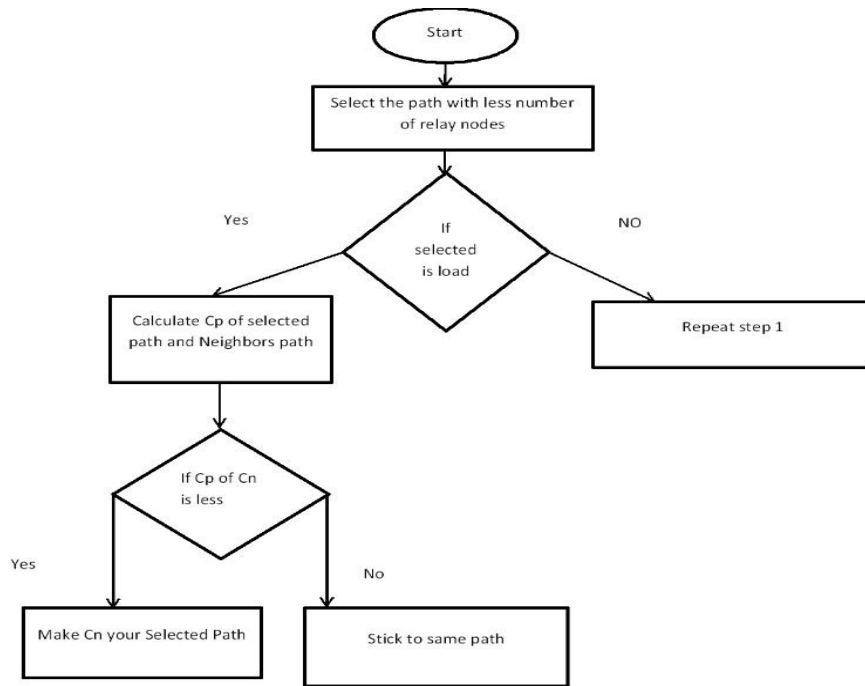 Start
Select the path with less number
of relay nodes
Yes
NO
If
selected
is load
Calculate Cp of selected
path and Neighbors path
Repeat step 1
If Cp of Cn
is less
Yes
No
Make Cn your Selected Path
Stick to same path